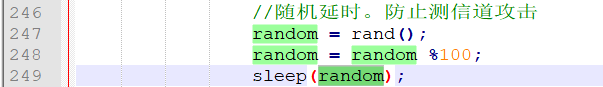 246 //随机延时。防止测信道攻击
247 random = rand();
248 random = random %100;
249 sleep(random);